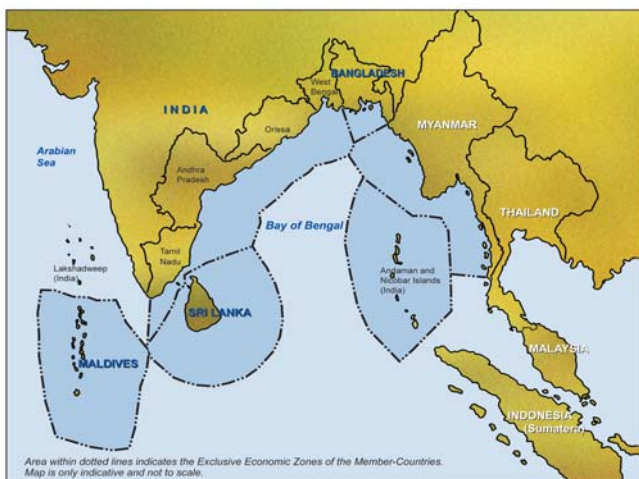 BANGLADESH
West
Bengal
INDIA
MYANMAR
Orissa
Arabian
Sea
Andhra
Pradesh
THAILAND
Bay of Bengal
Tamil
Nadu
Lakshadweep
(India)
Andaman and
Nicobar Islands
(India)
SRI LANKA
MALAYSIA
MALDIVES
INDONESIA
(Sumatera)
Area within dotted lines indicates the Exclusive Economic Zones of the Member-Countries.
Map is only indicative and not to scale.